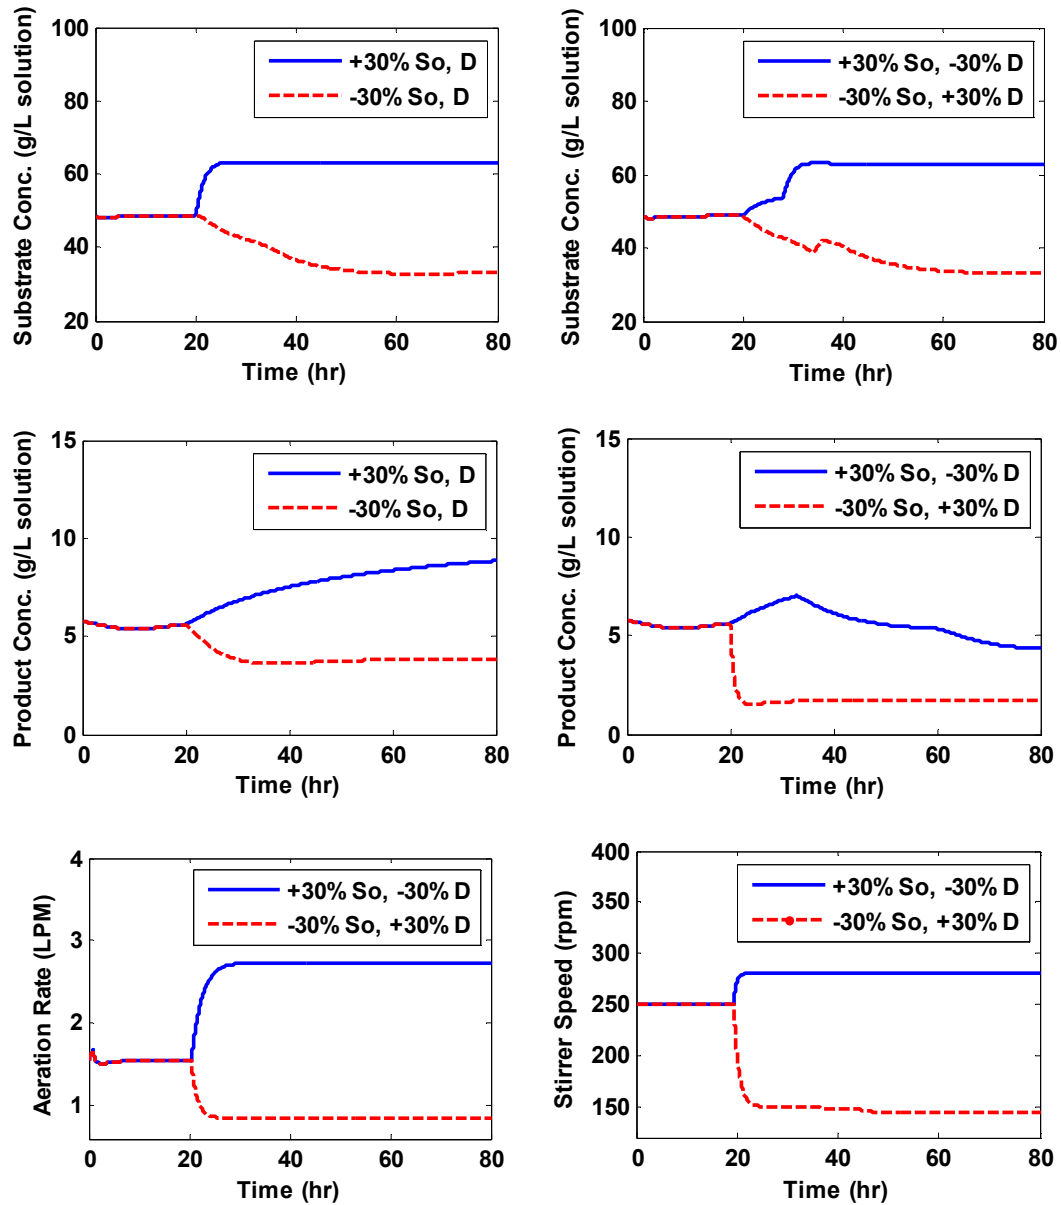 Substrate Conc. (g/L solution)
100
80
60
40
20
0
20
40
60
80
Time (hr)
+30% So, D
-30% So, D
Substrate Conc. (g/L solution)
100
80
60
40
20
0
20
40
60
80
Time (hr)
+30% So, -30% D
-30% So, +30% D
Product Conc. (g/L solution)
15
10
5
0
0
20
40
60
80
Time (hr)
+30% So, D
-30% So, D
Product Conc. (g/L solution)
15
10
5
0
0
20
40
60
80
Time (hr)
+30% So, -30% D
-30% So, +30% D
Aeration Rate (LPM)
4
3
2
1
0
20
40
60
80
Time (hr)
+30% So, -30% D
-30% So, +30% D
Stirrer Speed (rpm)
400
350
300
250
200
150
0
20
40
60
80
Time (hr)
+30% So, -30% D
-30% So, +30% D